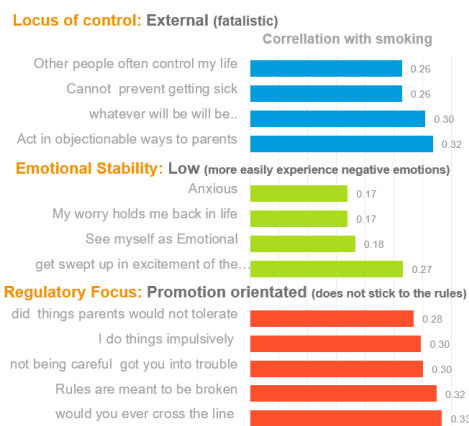 Locus of control: External (fatalistic)
Correllation with smoking
Other people often control my life 0.26
Cannot prevent getting sick 0.26
whatever will be will be.. 0.30
Act in objectionable ways to parents 0.32
Emotional Stability: Low (more easily experience negative emotions)
Anxious 0.17
My worry holds me back in life 0.17
See myself as Emotional 0.18
get swept up in excitement of the... 0.27
Regulatory Focus: Promotion orientated (does not stick to the rules)
did things parents would not tolerate 0.28
I do things impulsively 0.30
not being careful got you into trouble 0.30
Rules are meant to be broken 0.32
would you ever cross the line 0.33